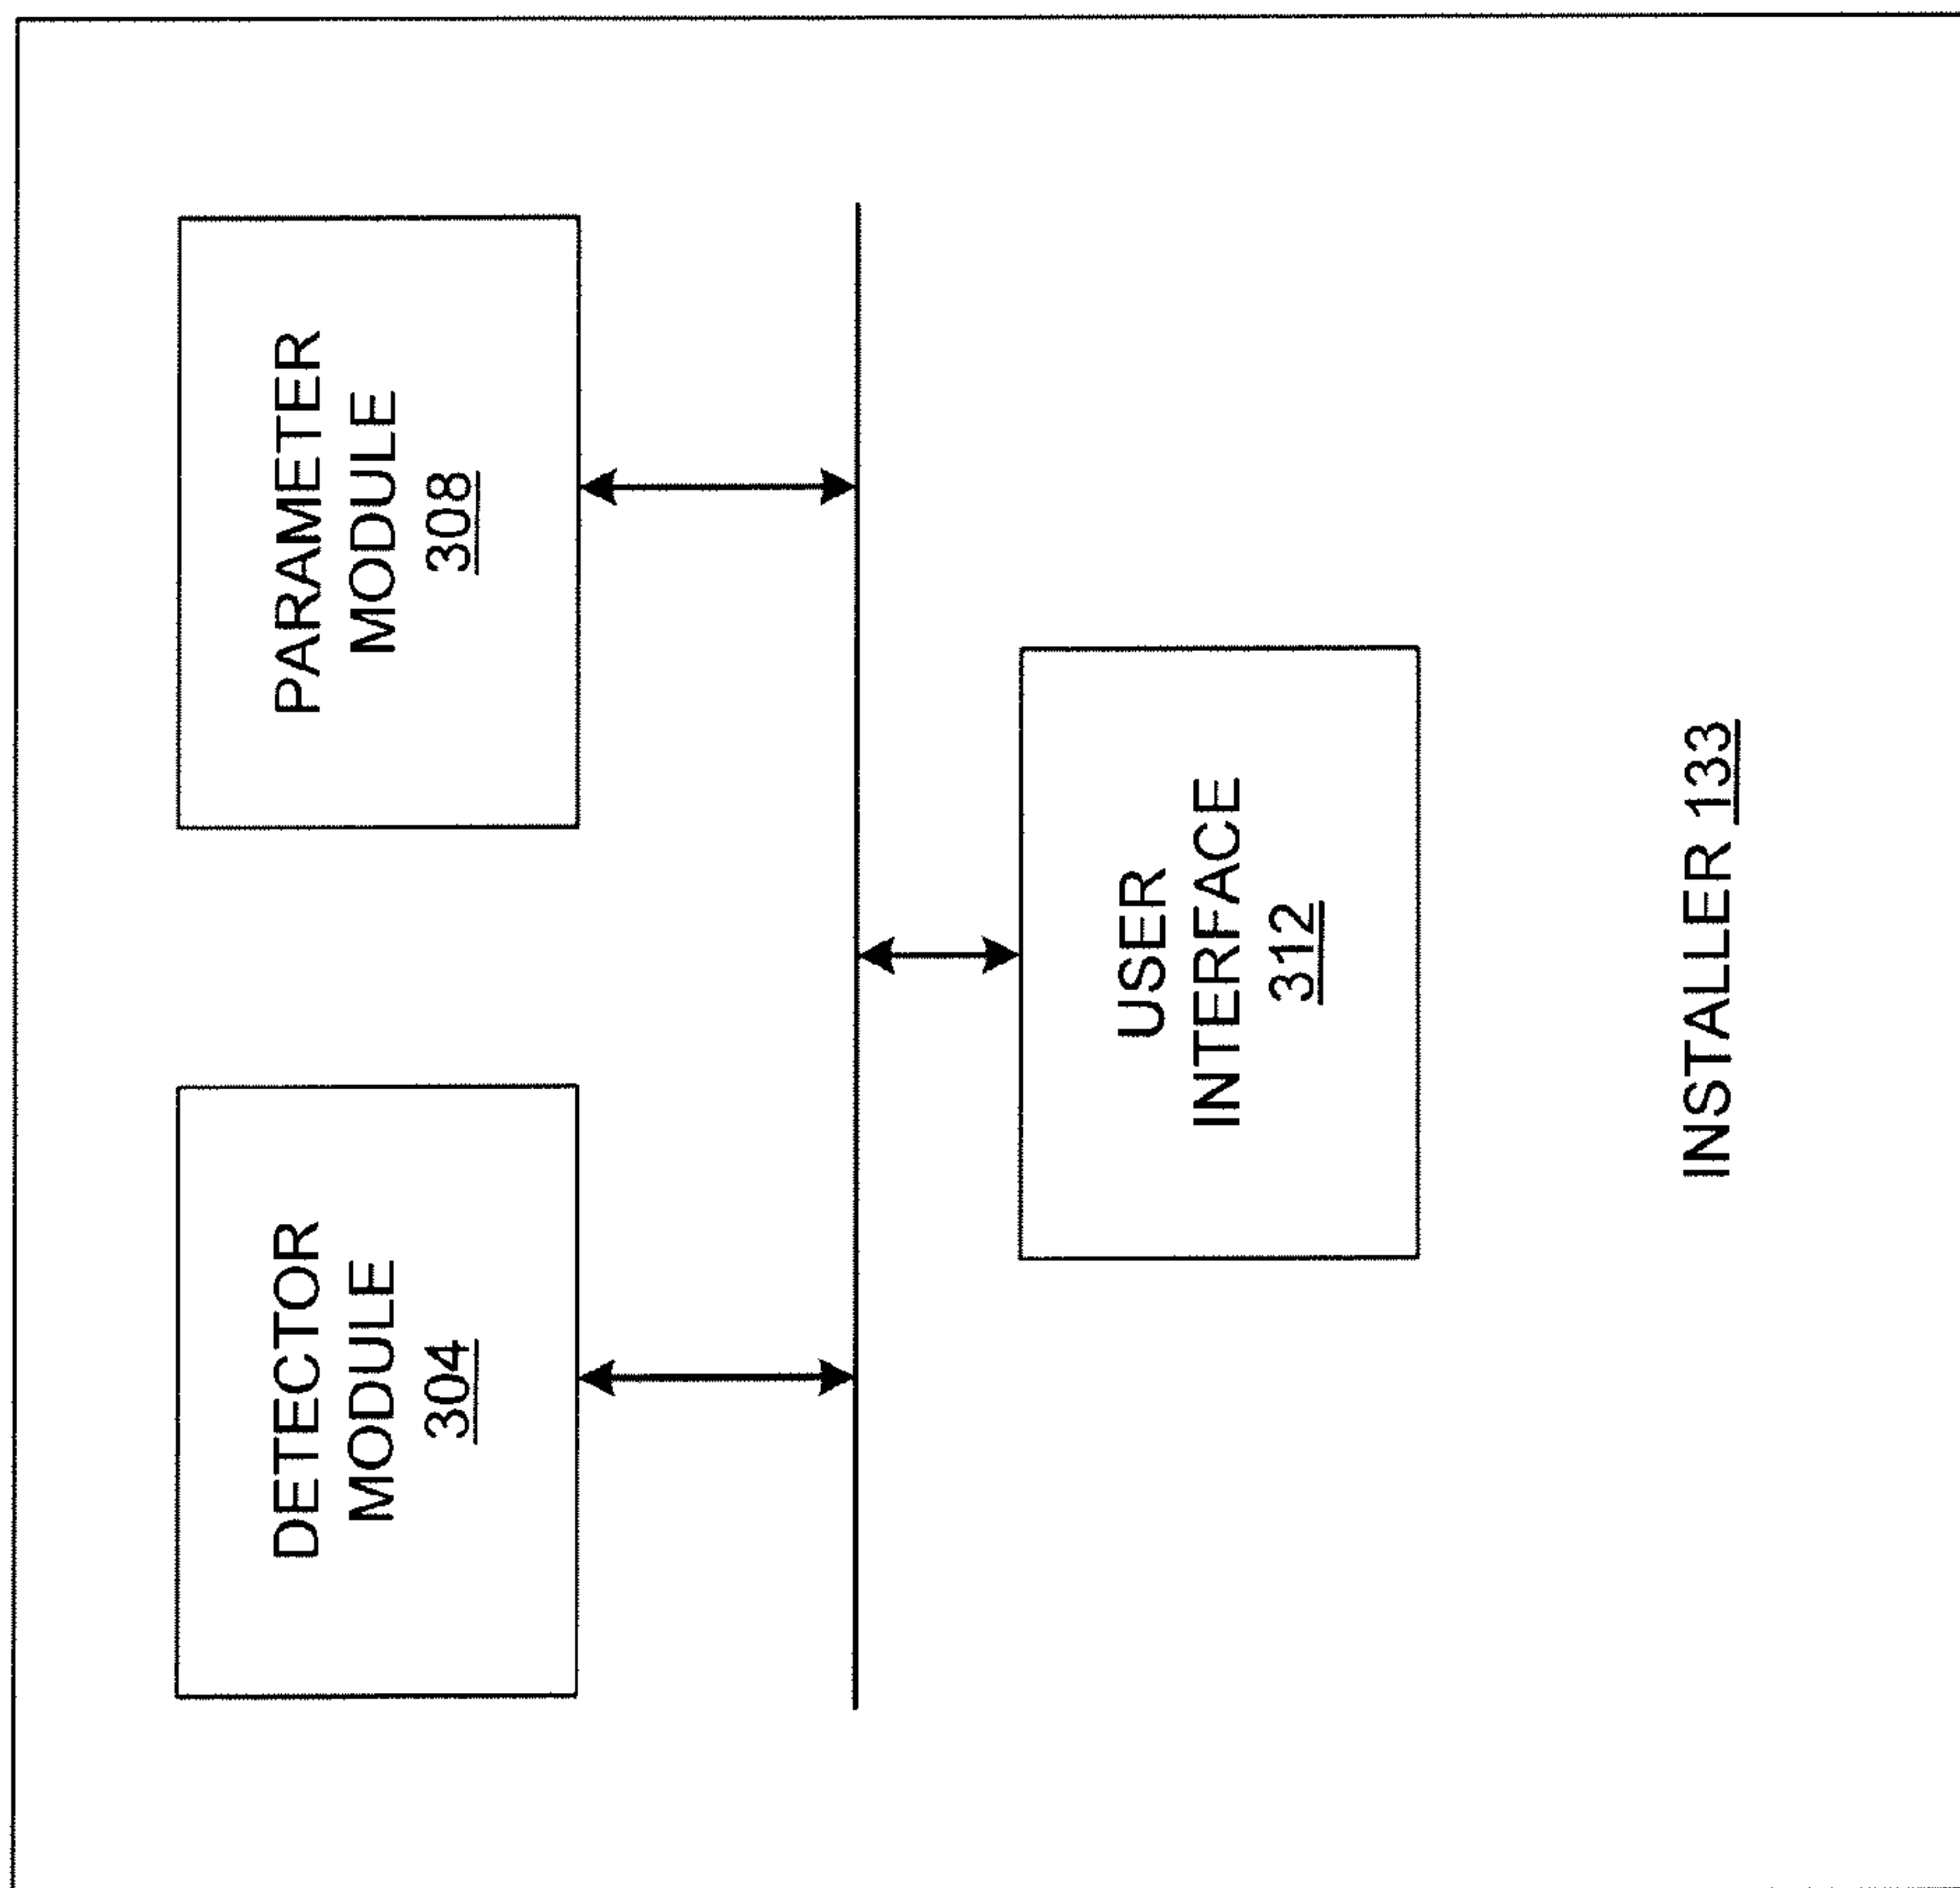 DETECTOR
MODULE
304
PARAMETER
MODULE
308
USER
INTERFACE
312
INSTALLER 133